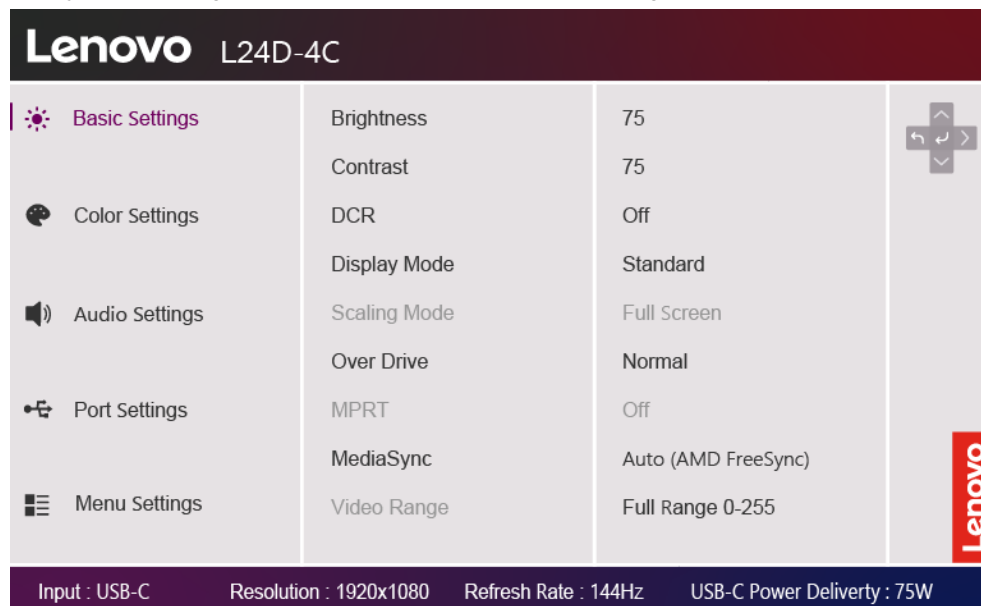 Lenovo L24D-4C
Basic Settings Brightness 75
Contrast 75
Color Settings DCR Off
Display Mode Standard
Audio Settings Scaling Mode Full Screen
Over Drive Normal
Port Settings MPRT Off
MediaSync Auto (AMD FreeSync)
Menu Settings Video Range Full Range 0-255
Lenovo
Input : USB-C Resolution : 1920x1080 Refresh Rate : 144Hz USB-C Power Deliverty : 75W